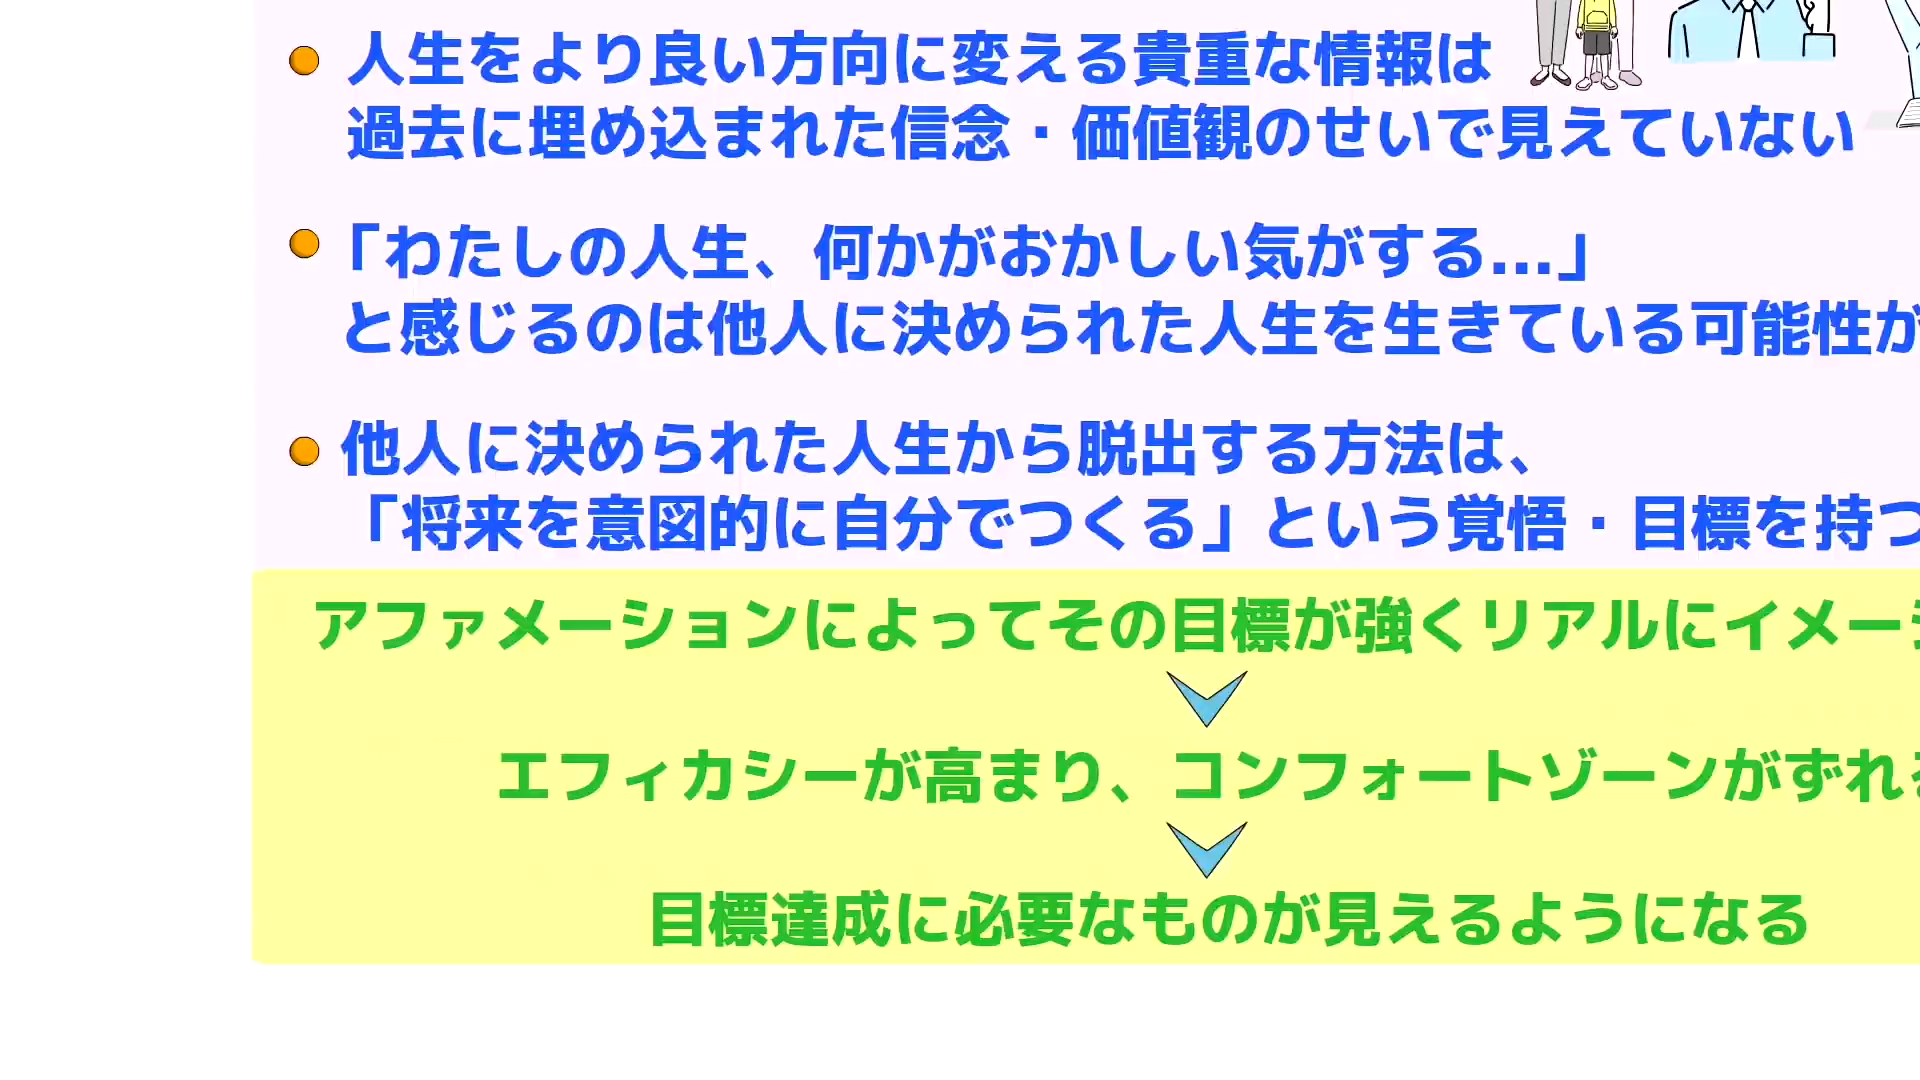 人生をより良い方向に変える貴重な情報は
過去に埋め込まれた信念・価値観のせいで見えていない
「わたしの人生、何かがおかしい気がする...」
と感じるのは他人に決められた人生を生きている可能性が
他人に決められた人生から脱出する方法は、
「将来を意図的に自分でつくる」という覚悟・目標を持つ
アファメーションによってその目標が強くリアルにイメー
エフィカシーが高まり、コンフォートゾーンがずれる
目標達成に必要なものが見えるようになる